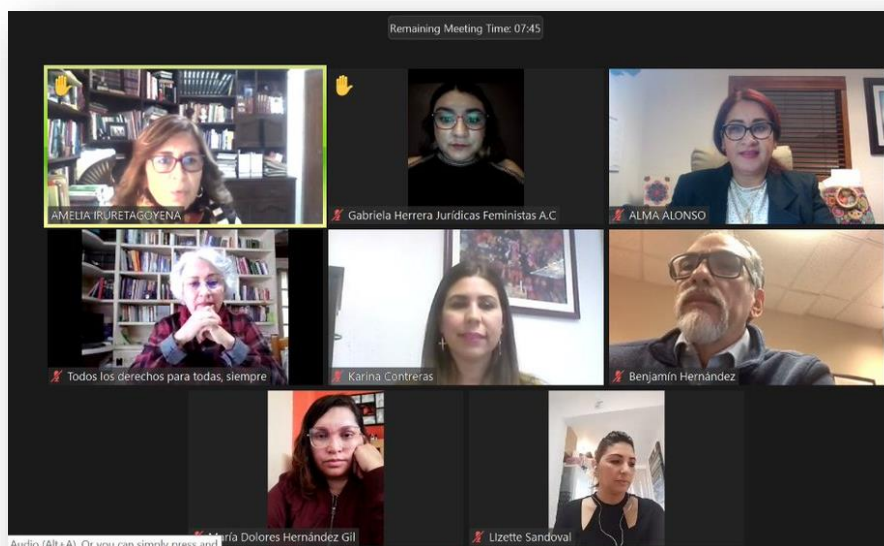 Remaining Meeting Time: 07:45
AMELIA IRURETAGOYENA
Gabriela Herrera Jurídicas Feministas A.C
ALMA ALONSO
Todos los derechos para todas, siempre
Karina Contreras
Benjamín Hernández
María Dolores Hernández Gil
LIzette Sandoval
Audio (Alt+A). Or you can simply press and